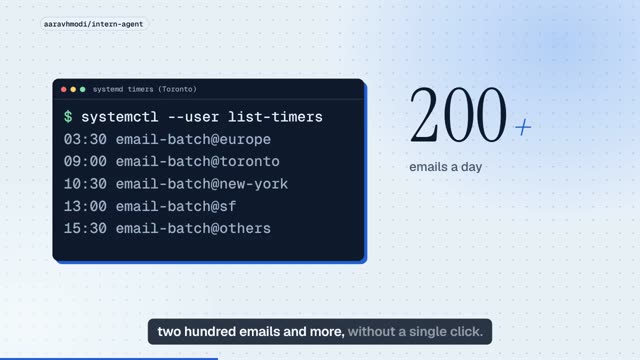 aaravhmodi/intern-agent
systemd timers (Toronto)
$ systemctl --user list-timers
03:30 email-batch@europe
09:00 email-batch@toronto
10:30 email-batch@new-york
13:00 email-batch@sf
15:30 email-batch@others
200+
emails a day
two hundred emails and more, without a single click.